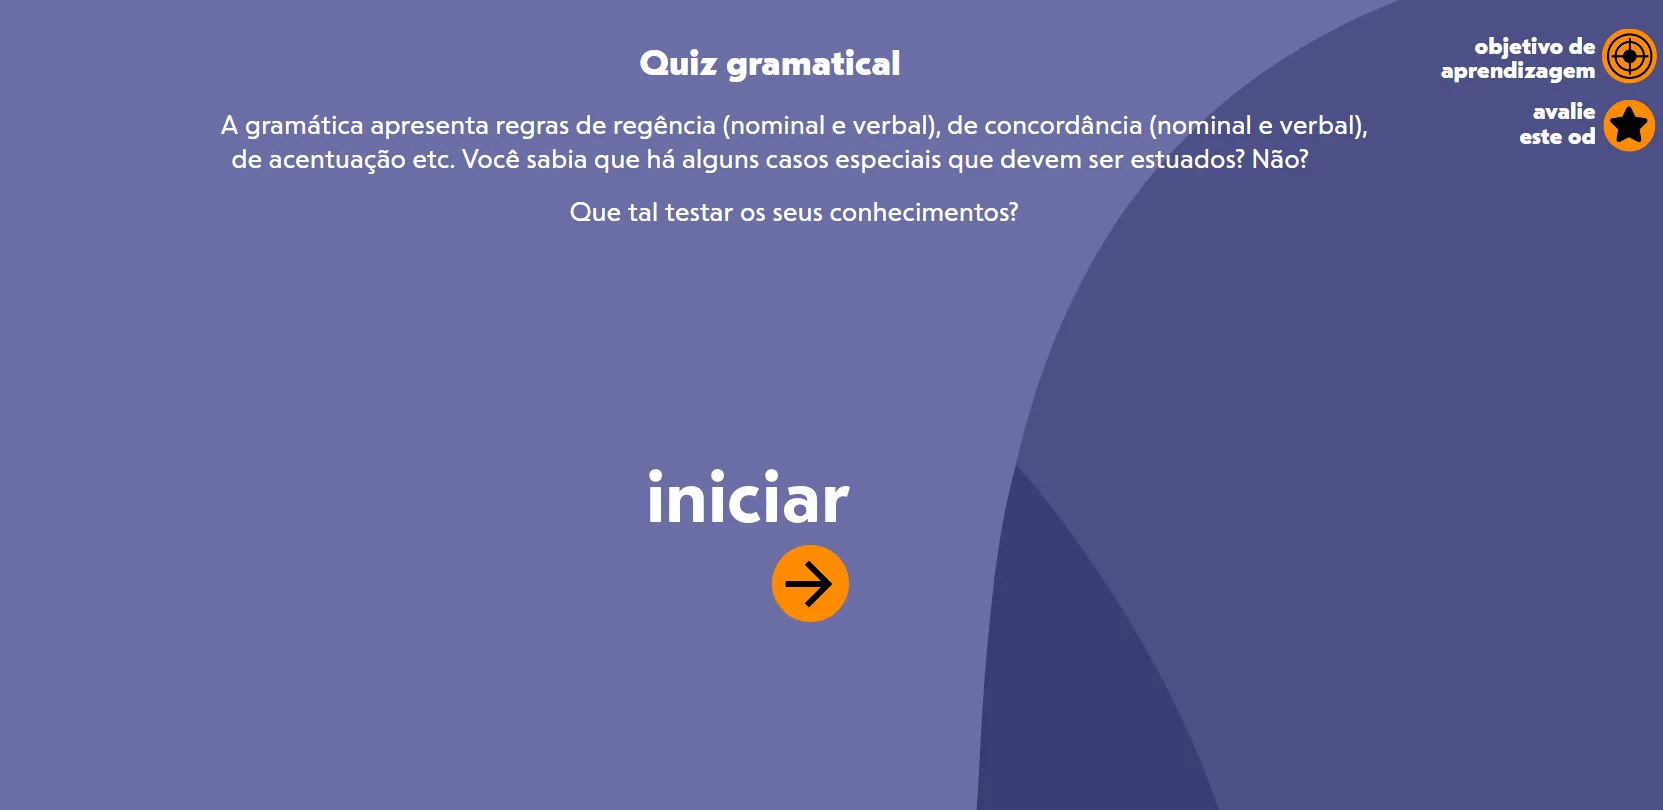 Quiz gramatical
A gramática apresenta regras de regência (nominal e verbal), de concordância (nominal e verbal),
de acentuação etc. Você sabia que há alguns casos especiais que devem ser estuados? Não?
Que tal testar os seus conhecimentos?
objetivo de
aprendizagem
avalie
este od
iniciar